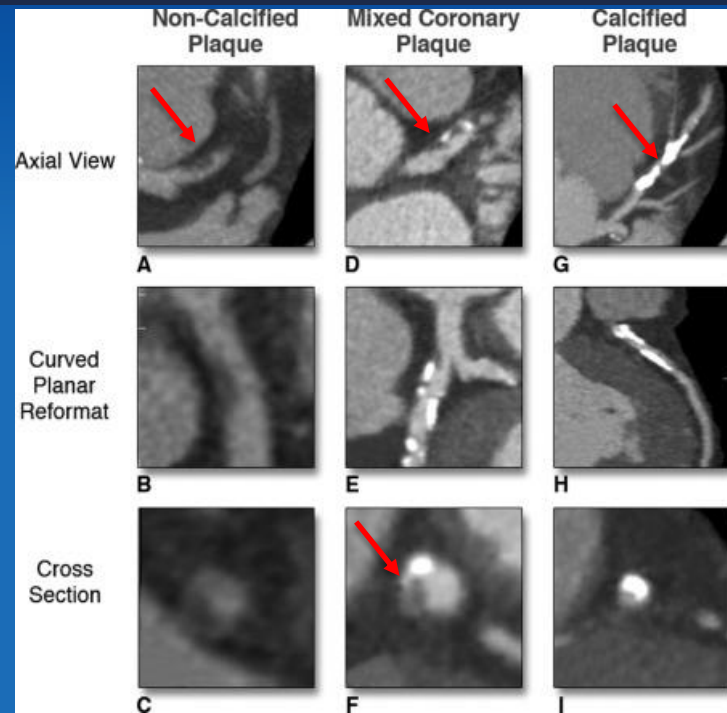 Non-Calcified Plaque
Mixed Coronary Plaque
Calcified Plaque
Axial View
A
D
G
Curved Planar Reformat
B
E
H
Cross Section
C
F
I